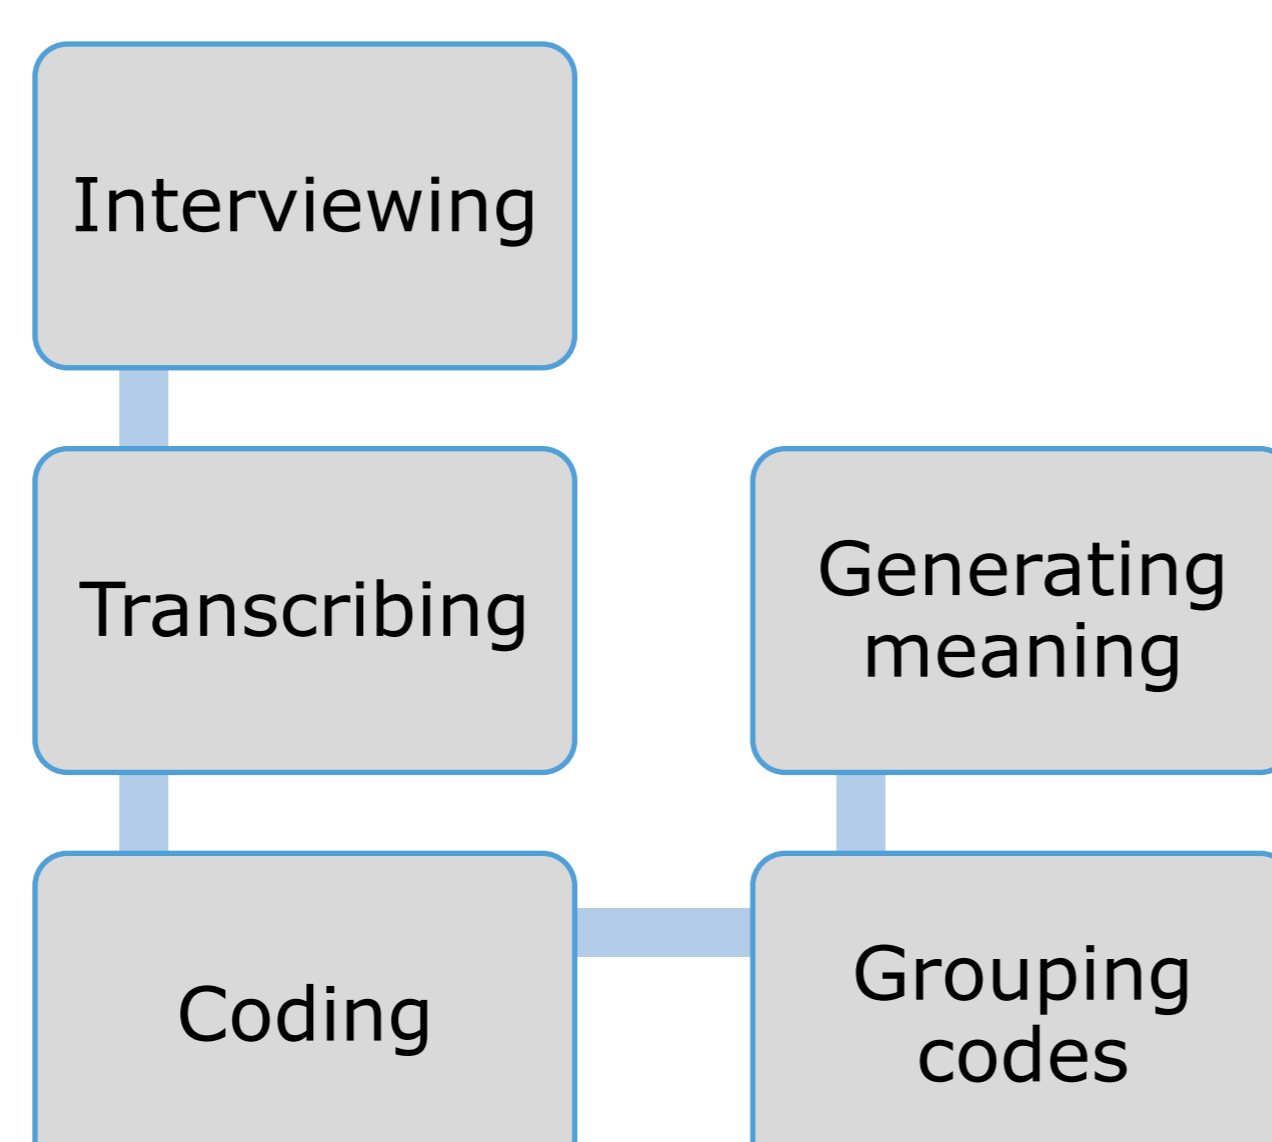 Interviewing
Transcribing
Coding
Grouping
codes
Generating
meaning